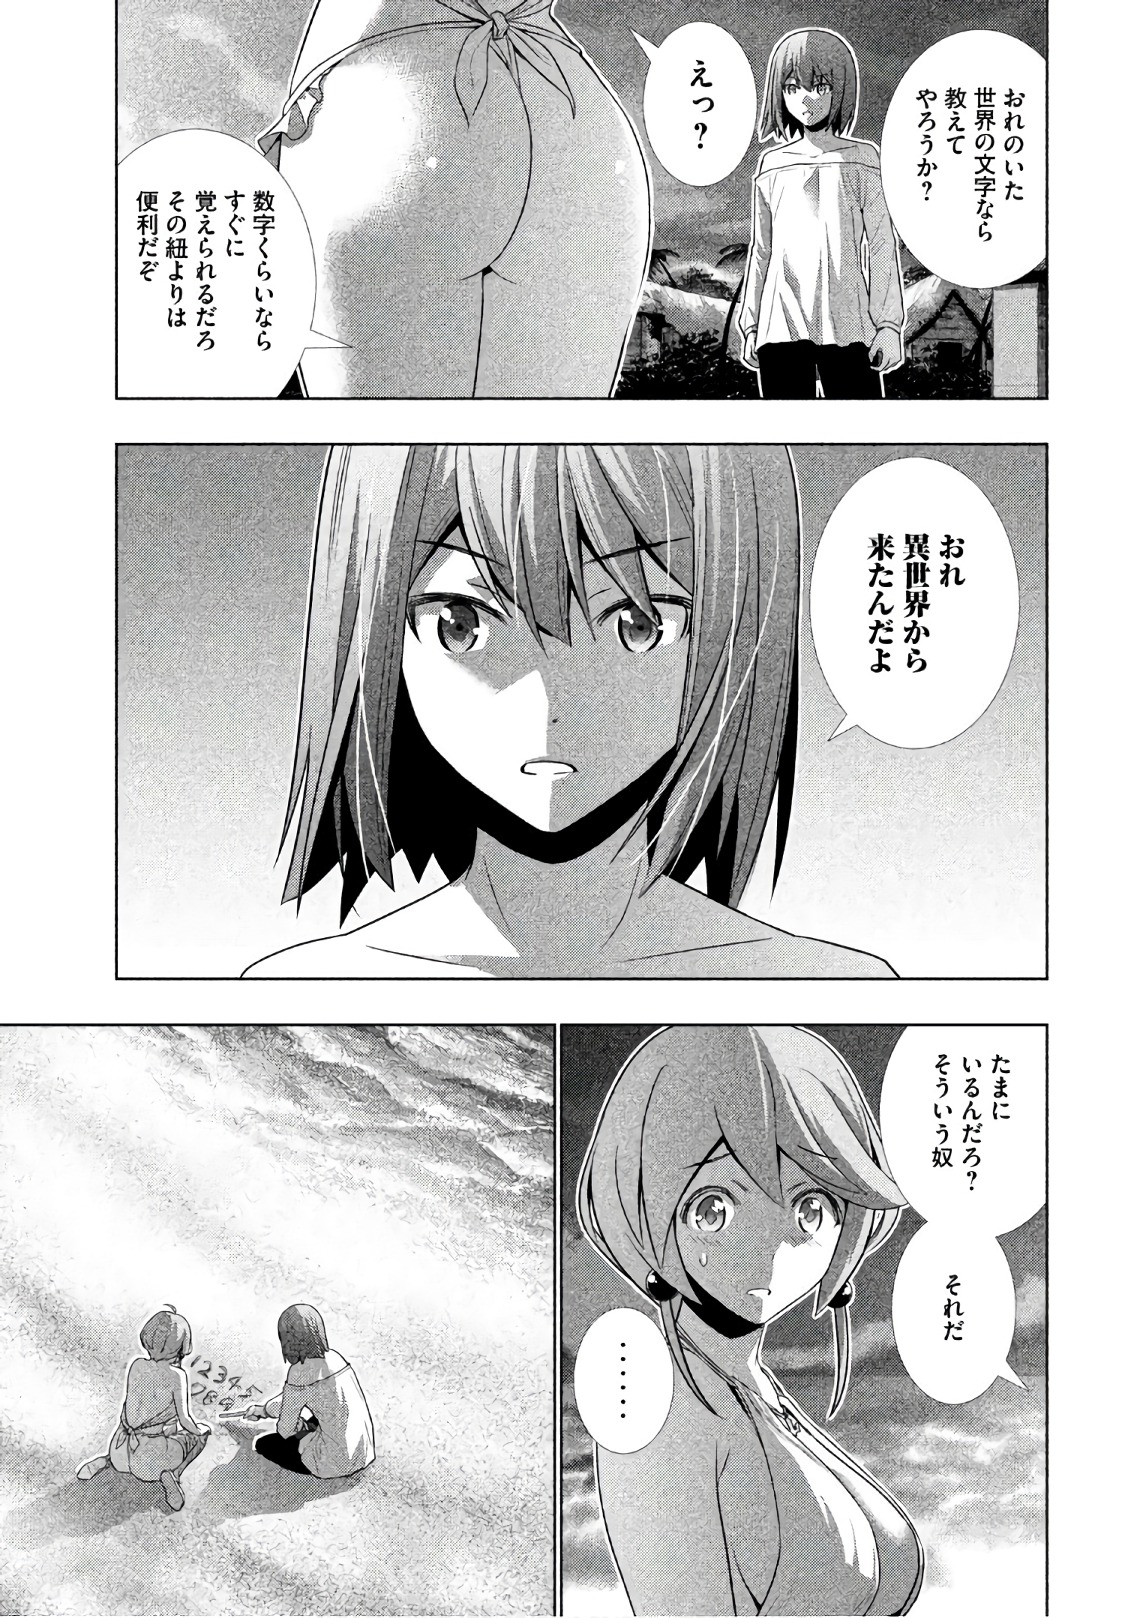 おれのいた
世界の文字なら
教えて
やろうか？
えっ？
数字くらいなら
すぐに
覚えられるだろ
その紐よりは
便利だぞ
おれ
異世界から
来たんだよ
たまに
いるんだろ？
そういう奴
それだ
・・・・・・
1234
789